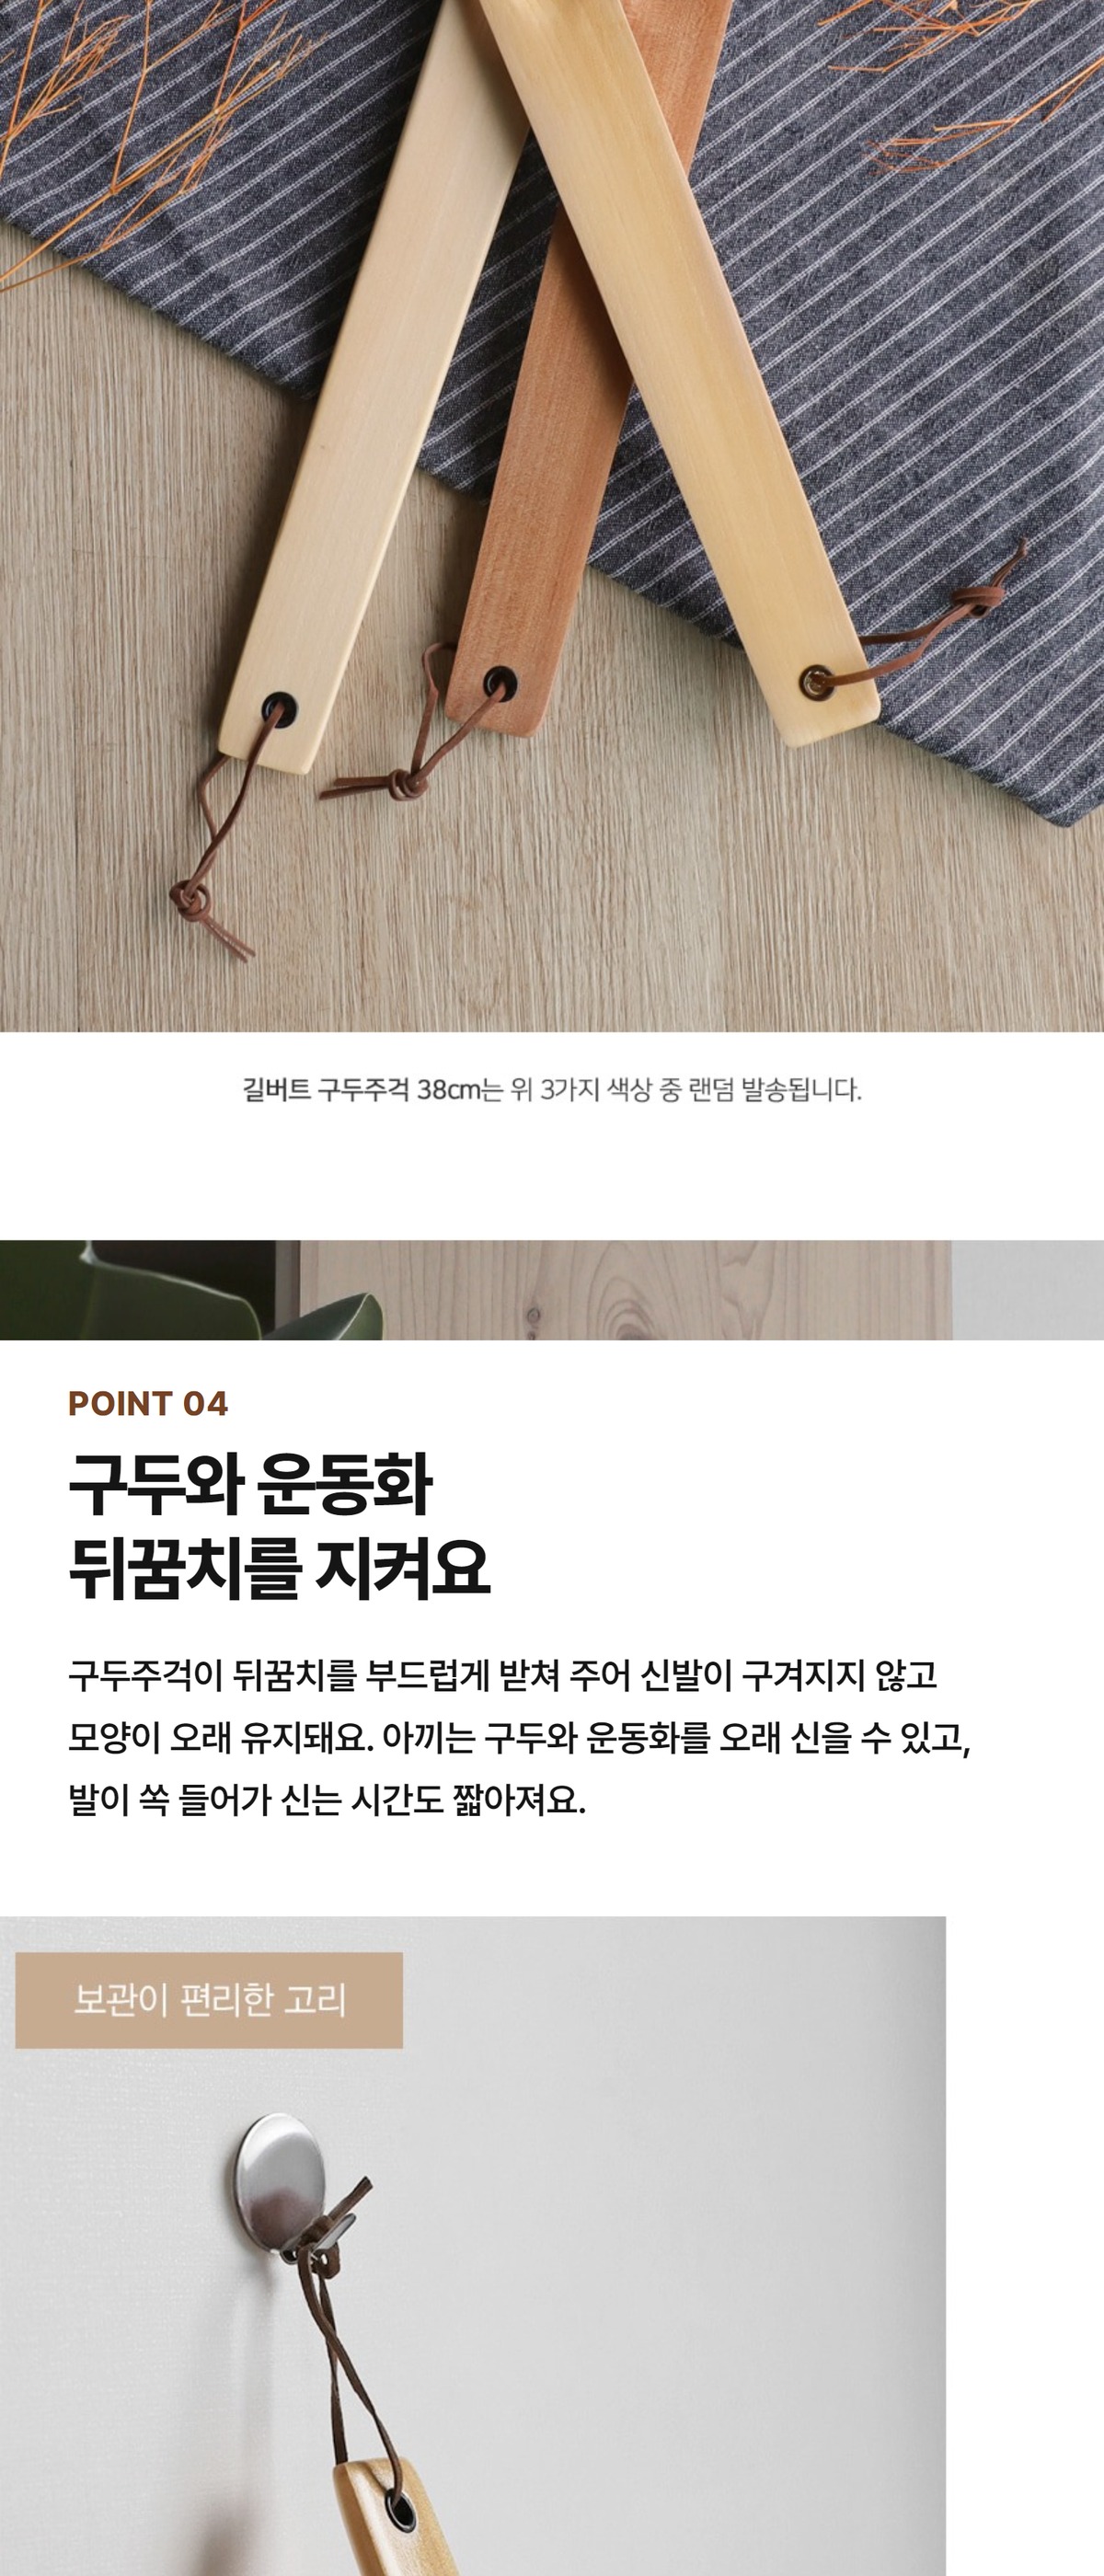 길버트 구두주걱 38cm는 위 3가지 색상 중 랜덤 발송됩니다.
POINT 04
구두와 운동화
뒤꿈치를 지켜요
구두주걱이 뒤꿈치를 부드럽게 받쳐 주어 신발이 구겨지지 않고
모양이 오래 유지돼요. 아끼는 구두와 운동화를 오래 신을 수 있고,
발이 쏙 들어가 신는 시간도 짧아져요.
보관이 편리한 고리